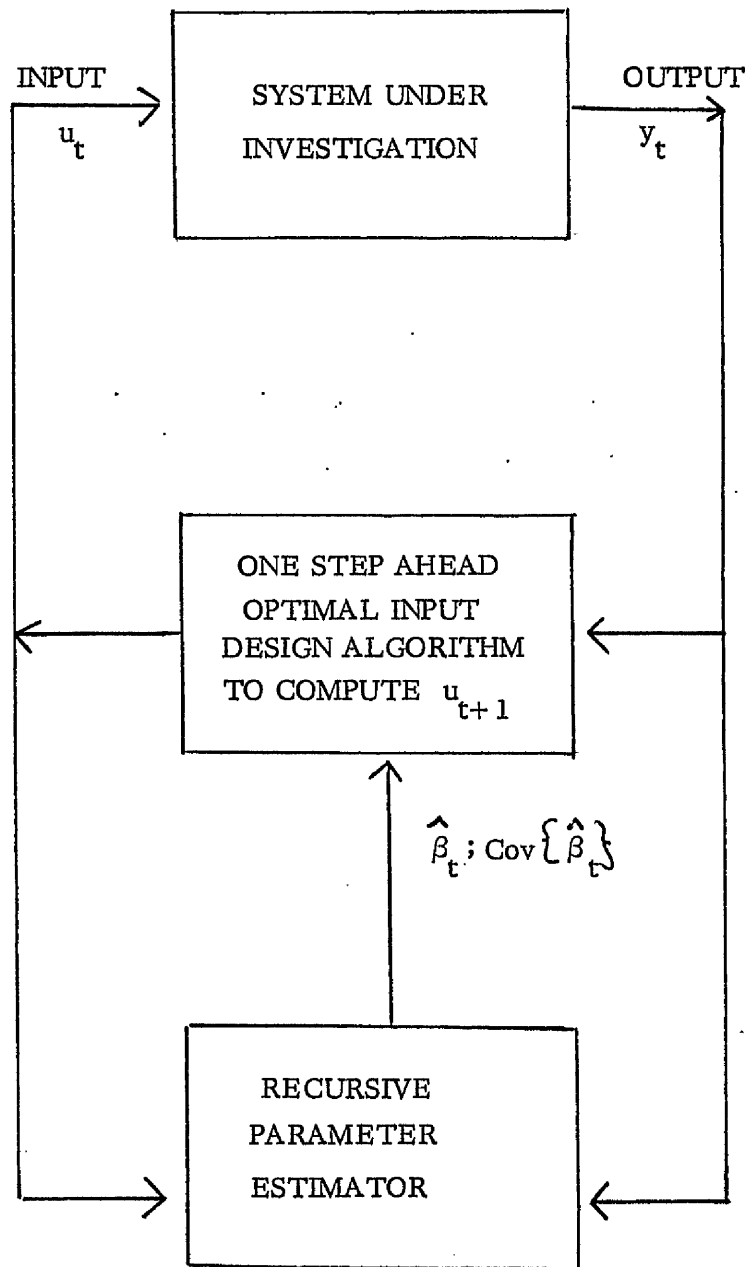 INPUT
u_t
SYSTEM UNDER
INVESTIGATION
OUTPUT
y_t
ONE STEP AHEAD
OPTIMAL INPUT
DESIGN ALGORITHM
TO COMPUTE u_{t+1}
β̂_t ; Cov{β̂_t}
RECURSIVE
PARAMETER
ESTIMATOR